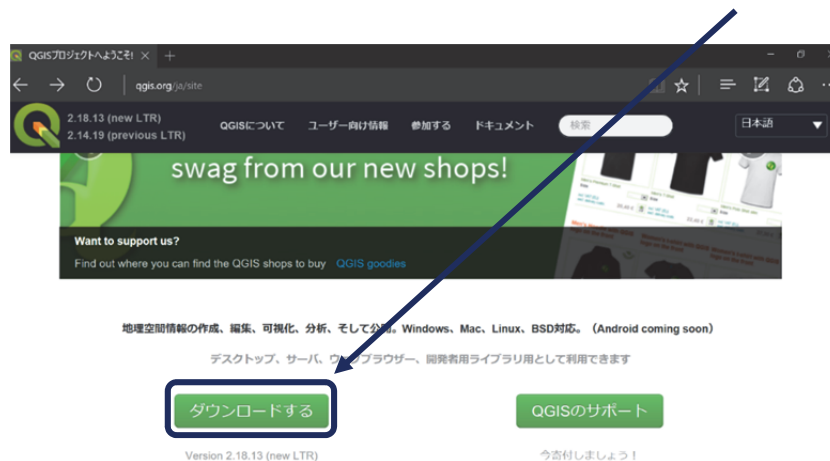 QGISプロジェクトへようこそ!
qgis.org/ja/site
2.18.13 (new LTR)
2.14.19 (previous LTR)
QGISについて ユーザー向け情報 参加する ドキュメント 検索 日本語
swag from our new shops!
Want to support us?
Find out where you can find the QGIS shops to buy QGIS goodies
地理空間情報の作成、編集、可視化、分析、そして公開。Windows、Mac、Linux、BSD対応。（Android coming soon）
デスクトップ、サーバ、ウェブブラウザー、開発者用ライブラリ用として利用できます
ダウンロードする QGISのサポート
Version 2.18.13 (new LTR) 今寄付しましょう！